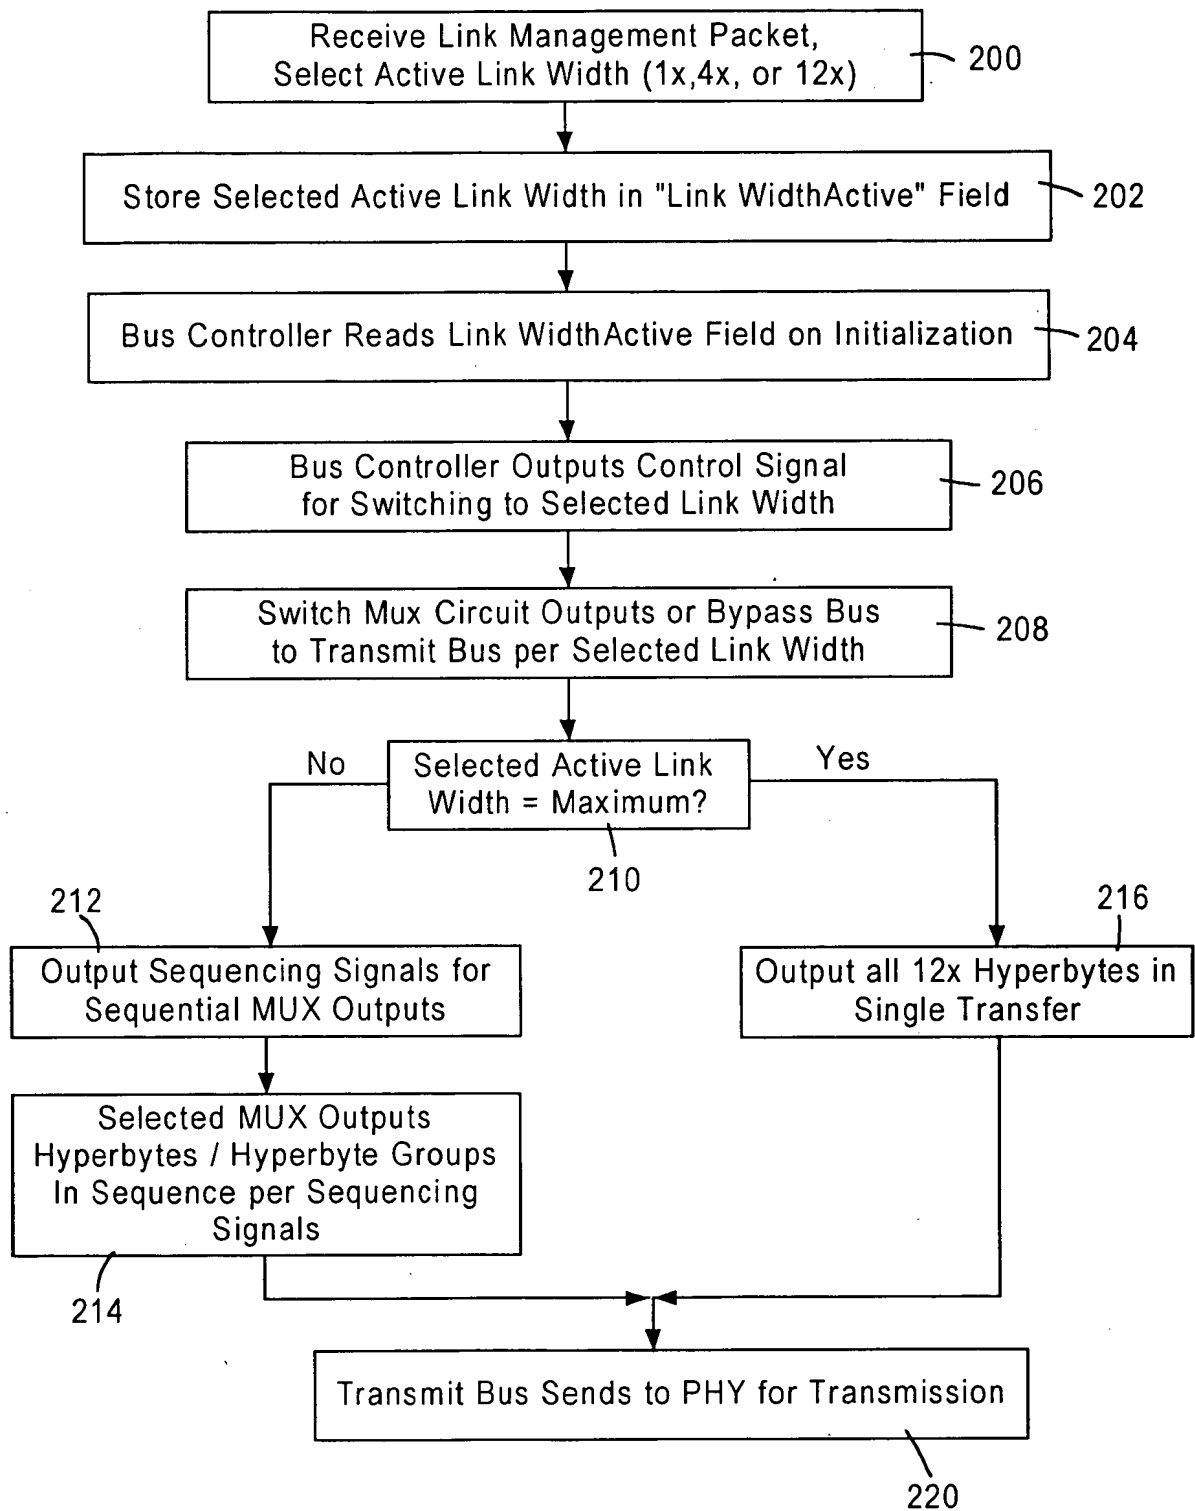 Receive Link Management Packet,
Select Active Link Width (1x,4x, or 12x)
200
Store Selected Active Link Width in "Link WidthActive" Field
202
Bus Controller Reads Link WidthActive Field on Initialization
204
Bus Controller Outputs Control Signal
for Switching to Selected Link Width
206
Switch Mux Circuit Outputs or Bypass Bus
to Transmit Bus per Selected Link Width
208
No
Selected Active Link
Width = Maximum?
Yes
210
212
216
Output Sequencing Signals for
Sequential MUX Outputs
Output all 12x Hyperbytes in
Single Transfer
Selected MUX Outputs
Hyperbytes / Hyperbyte Groups
In Sequence per Sequencing
Signals
214
Transmit Bus Sends to PHY for Transmission
220